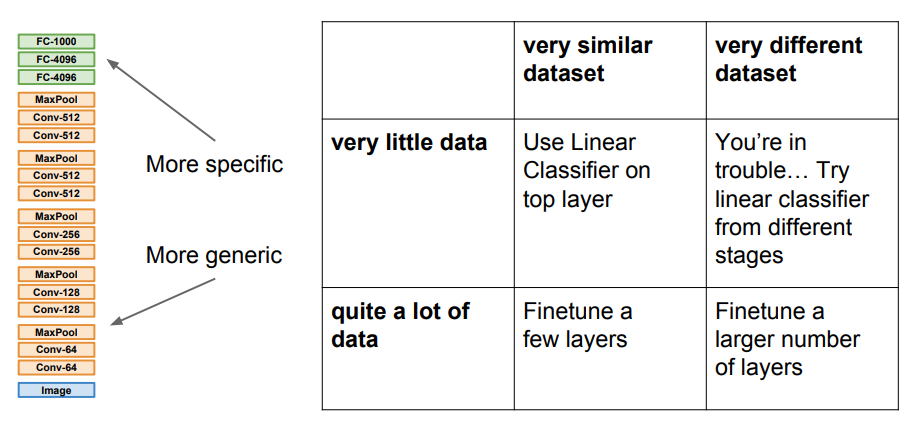 FC-1000
FC-4096
FC-4096
MaxPool
Conv-512
Conv-512
MaxPool
Conv-512
Conv-512
MaxPool
Conv-256
Conv-256
MaxPool
Conv-128
Conv-128
MaxPool
Conv-64
Conv-64
Image
More specific
More generic
very similar
dataset
very different
dataset
very little data
Use Linear
Classifier on
top layer
You’re in
trouble… Try
linear classifier
from different
stages
quite a lot of
data
Finetune a
few layers
Finetune a
larger number
of layers